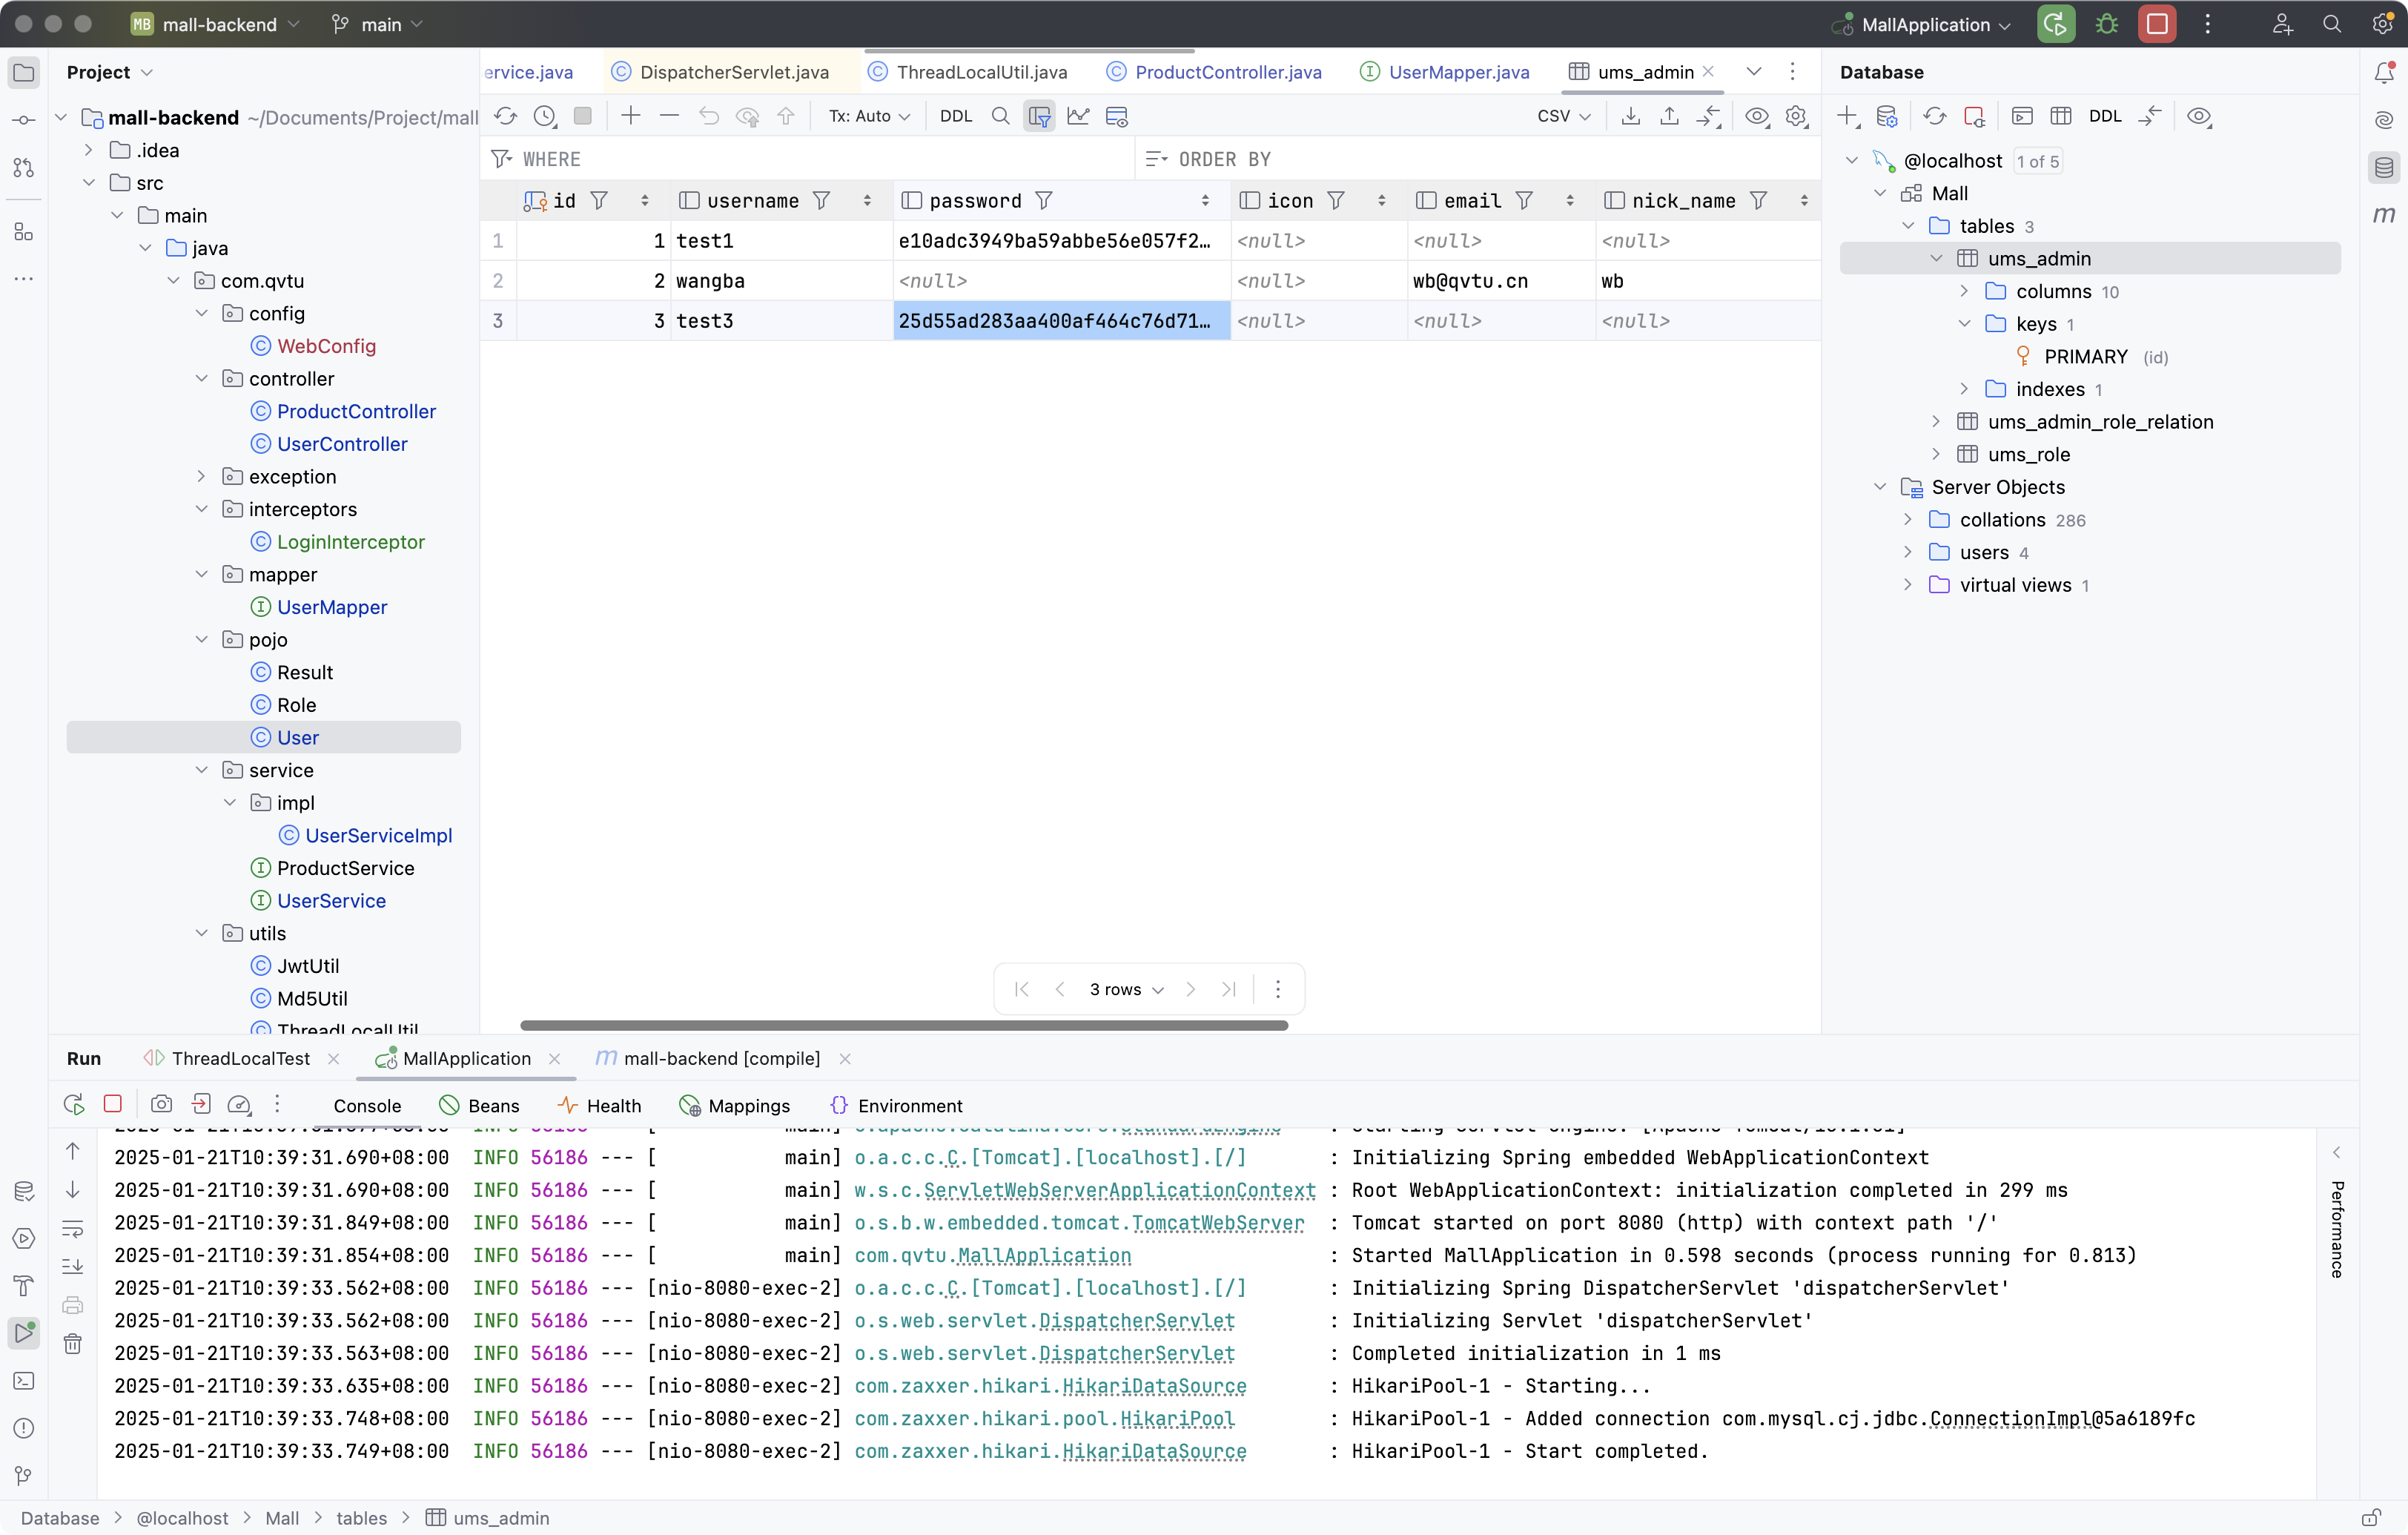 MB mall-backend main MallApplication
Project
ervice.java DispatcherServlet.java ThreadLocalUtil.java ProductController.java UserMapper.java ums_admin
Database
mall-backend ~/Documents/Project/mall
.idea
src
main
java
com.qvtu
config
WebConfig
controller
ProductController
UserController
exception
interceptors
LoginInterceptor
mapper
UserMapper
pojo
Result
Role
User
service
impl
UserServiceImpl
ProductService
UserService
utils
JwtUtil
Md5Util
ThreadLocalUtil
Tx: Auto DDL CSV
WHERE ORDER BY
id username password icon email nick_name
1 1 test1 e10adc3949ba59abbe56e057f2… <null> <null> <null>
2 2 wangba <null> <null> wb@qvtu.cn wb
3 3 test3 25d55ad283aa400af464c76d71… <null> <null> <null>
3 rows
DDL
@localhost 1 of 5
Mall
tables 3
ums_admin
columns 10
keys 1
PRIMARY (id)
indexes 1
ums_admin_role_relation
ums_role
Server Objects
collations 286
users 4
virtual views 1
Run ThreadLocalTest MallApplication m mall-backend [compile]
Console Beans Health Mappings Environment
2025-01-21T10:39:31.690+08:00 INFO 56186 --- [ main] o.a.c.c.C.[Tomcat].[localhost].[/] : Initializing Spring embedded WebApplicationContext
2025-01-21T10:39:31.690+08:00 INFO 56186 --- [ main] w.s.c.ServletWebServerApplicationContext : Root WebApplicationContext: initialization completed in 299 ms
2025-01-21T10:39:31.849+08:00 INFO 56186 --- [ main] o.s.b.w.embedded.tomcat.TomcatWebServer : Tomcat started on port 8080 (http) with context path '/'
2025-01-21T10:39:31.854+08:00 INFO 56186 --- [ main] com.qvtu.MallApplication : Started MallApplication in 0.598 seconds (process running for 0.813)
2025-01-21T10:39:33.562+08:00 INFO 56186 --- [nio-8080-exec-2] o.a.c.c.C.[Tomcat].[localhost].[/] : Initializing Spring DispatcherServlet 'dispatcherServlet'
2025-01-21T10:39:33.562+08:00 INFO 56186 --- [nio-8080-exec-2] o.s.web.servlet.DispatcherServlet : Initializing Servlet 'dispatcherServlet'
2025-01-21T10:39:33.563+08:00 INFO 56186 --- [nio-8080-exec-2] o.s.web.servlet.DispatcherServlet : Completed initialization in 1 ms
2025-01-21T10:39:33.635+08:00 INFO 56186 --- [nio-8080-exec-2] com.zaxxer.hikari.HikariDataSource : HikariPool-1 - Starting...
2025-01-21T10:39:33.748+08:00 INFO 56186 --- [nio-8080-exec-2] com.zaxxer.hikari.pool.HikariPool : HikariPool-1 - Added connection com.mysql.cj.jdbc.ConnectionImpl@5a6189fc
2025-01-21T10:39:33.749+08:00 INFO 56186 --- [nio-8080-exec-2] com.zaxxer.hikari.HikariDataSource : HikariPool-1 - Start completed.
Performance
Database > @localhost > Mall > tables > ums_admin